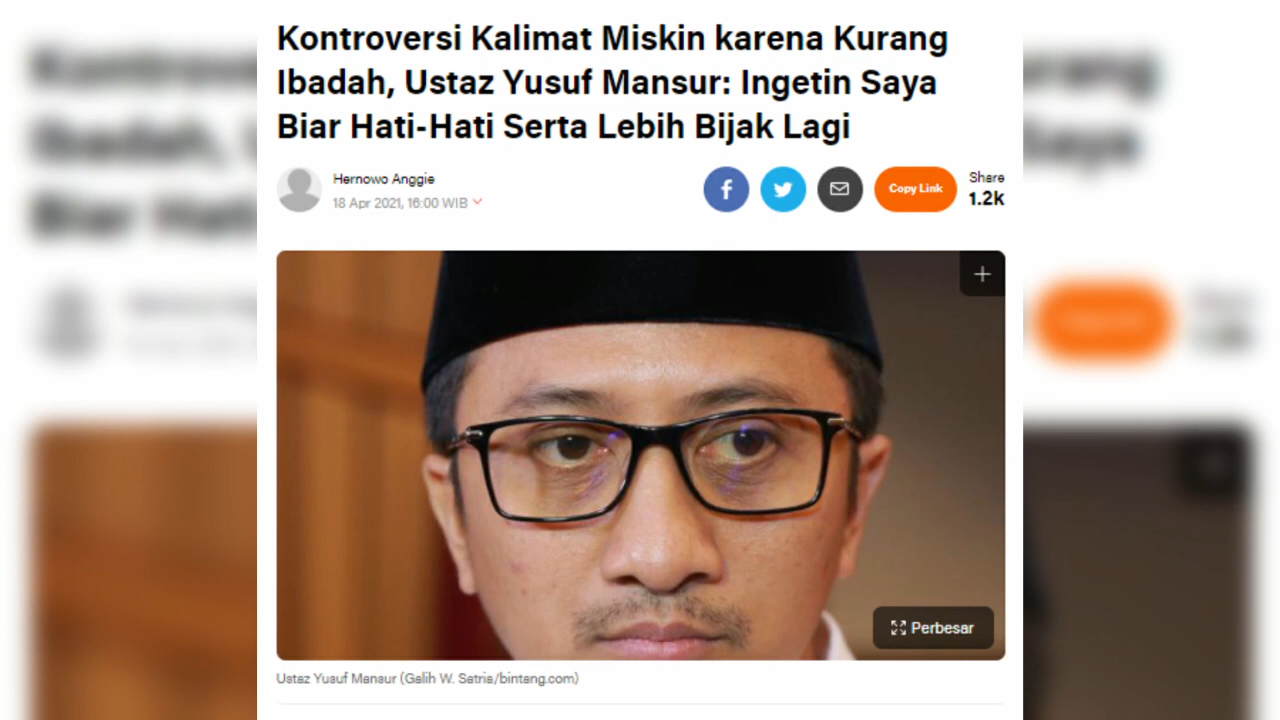 Kontroversi Kalimat Miskin karena Kurang
Ibadah, Ustaz Yusuf Mansur: Ingetin Saya
Biar Hati-Hati Serta Lebih Bijak Lagi
Hernowo Anggie
18 Apr 2021, 16:00 WIB
Copy Link
Share
1.2k
Perbesar
Ustaz Yusuf Mansur (Galih W. Satria/bintang.com)